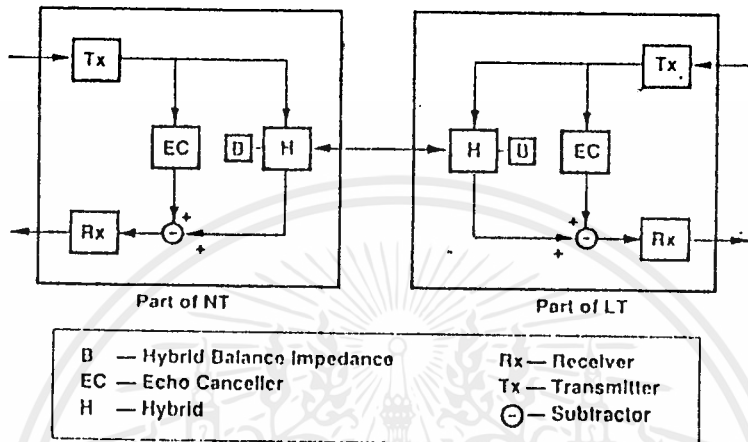 Tx
Tx
EC
B
H
H
B
EC
+
+
-
Rx
+
+
-
Rx
Part of NT
Part of LT
B — Hybrid Balance Impedance
EC — Echo Canceller
H — Hybrid
Rx — Receiver
Tx — Transmitter
- — Subtractor